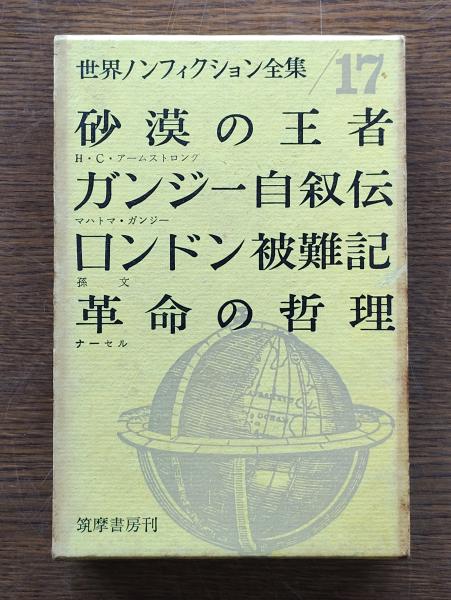 世界ノンフィクション全集/17
砂漠の王者
H・C・アームストロング
ガンジー自叙伝
マハトマ・ガンジー
ロンドン被難記
孫文
革命の哲理
ナーセル
筑摩書房刊